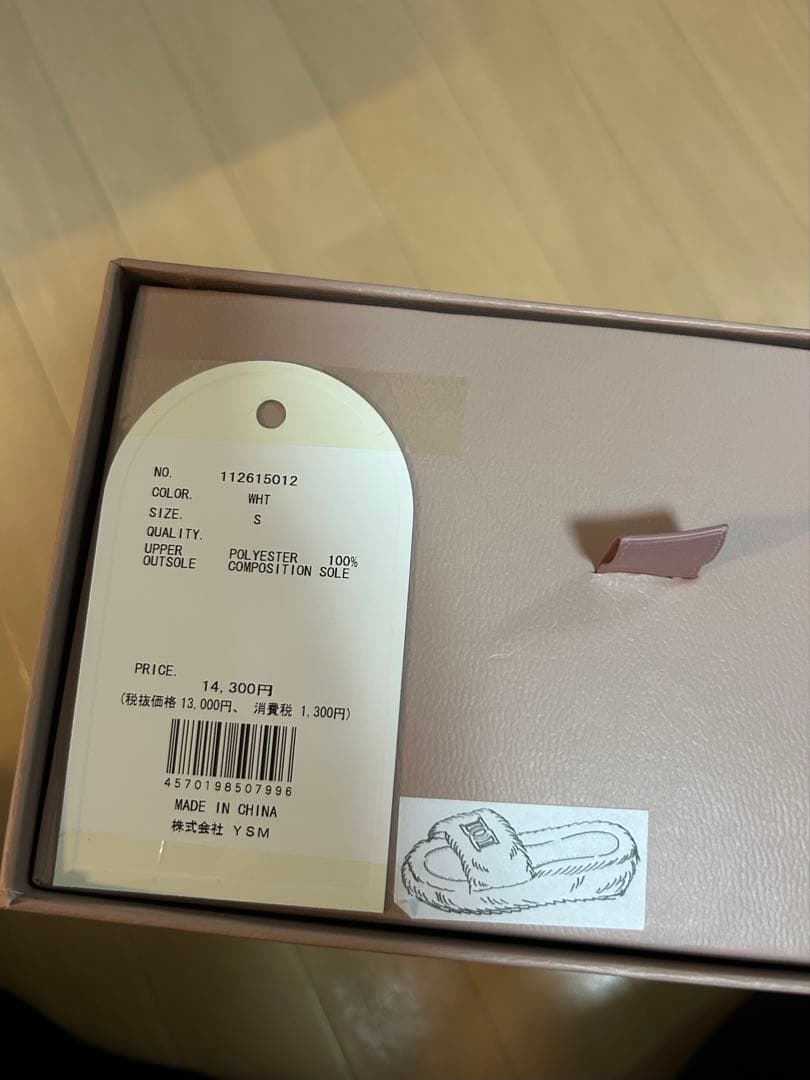 NO. 112615012
COLOR. WHT
SIZE. S
QUALITY.
UPPER POLYESTER 100%
OUTSOLE COMPOSITION SOLE
PRICE.
14,300円
(税抜価格 13,000円、 消費税 1,300円)
4570198507996
MADE IN CHINA
株式会社 YSM